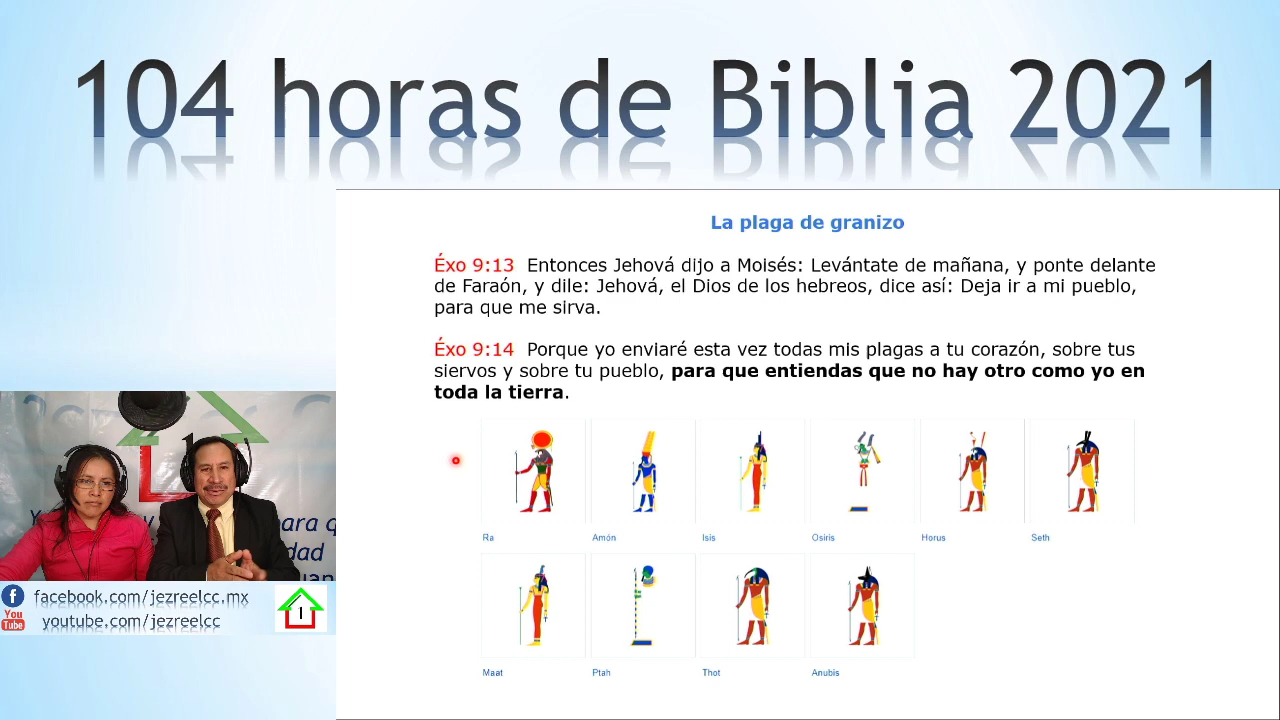 104 horas de Biblia 2021
La plaga de granizo
Éxo 9:13 Entonces Jehová dijo a Moisés: Levántate de mañana, y ponte delante
de Faraón, y dile: Jehová, el Dios de los hebreos, dice así: Deja ir a mi pueblo,
para que me sirva.
Éxo 9:14 Porque yo enviaré esta vez todas mis plagas a tu corazón, sobre tus
siervos y sobre tu pueblo, para que entiendas que no hay otro como yo en
toda la tierra.
Ra
Amón
Isis
Osiris
Horus
Seth
Maat
Ptah
Thot
Anubis
facebook.com/jezreelcc.mx
You
Tube
youtube.com/jezreelcc